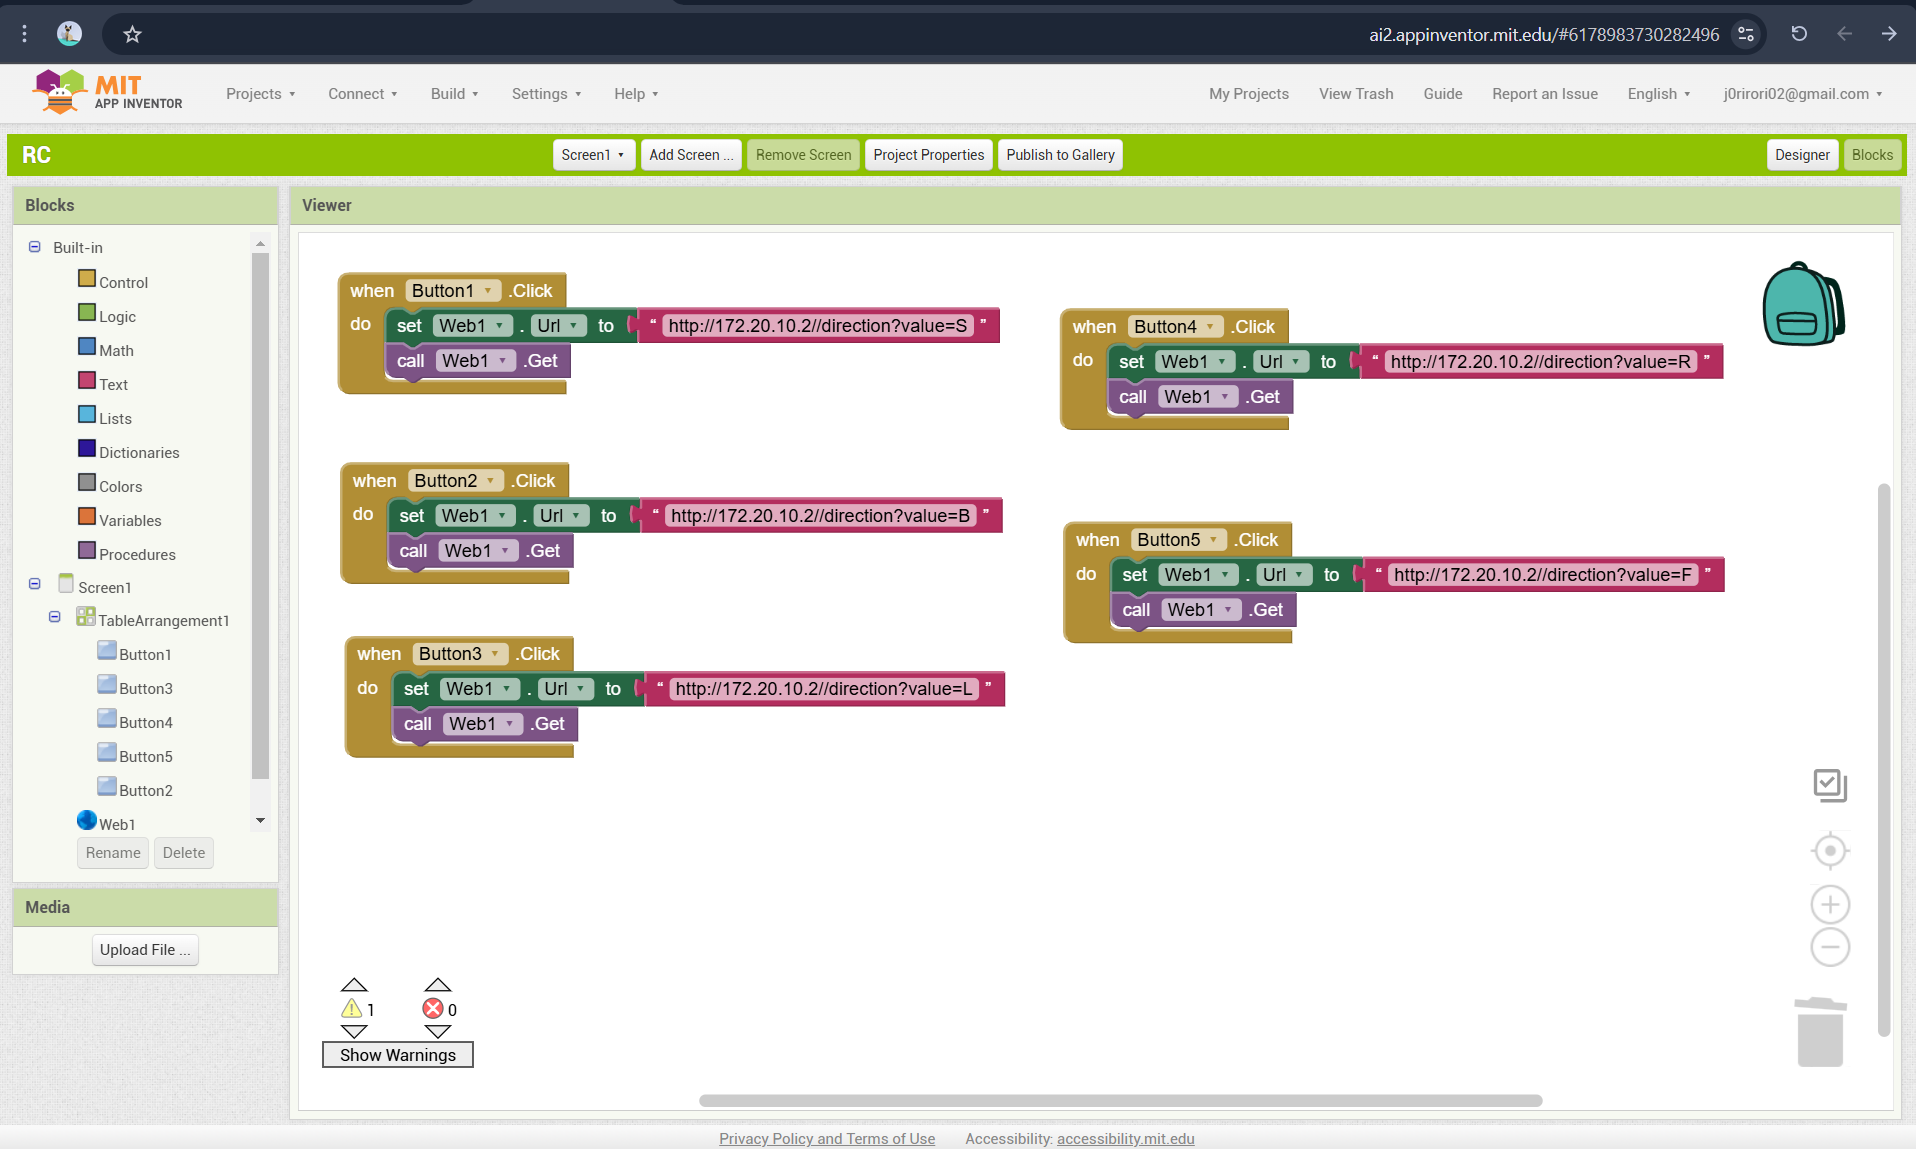 ai2.appinventor.mit.edu/#6178983730282496
MIT
APP INVENTOR
Projects
Connect
Build
Settings
Help
My Projects
View Trash
Guide
Report an Issue
English
j0rirori02@gmail.com
RC
Screen1
Add Screen ...
Remove Screen
Project Properties
Publish to Gallery
Designer
Blocks
Blocks
Built-in
Control
Logic
Math
Text
Lists
Dictionaries
Colors
Variables
Procedures
Screen1
TableArrangement1
Button1
Button3
Button4
Button5
Button2
Web1
Rename
Delete
Media
Upload File ...
Viewer
when Button1 .Click
do set Web1 . Url to “ http://172.20.10.2//direction?value=S ”
call Web1 .Get
when Button2 .Click
do set Web1 . Url to “ http://172.20.10.2//direction?value=B ”
call Web1 .Get
when Button3 .Click
do set Web1 . Url to “ http://172.20.10.2//direction?value=L ”
call Web1 .Get
when Button4 .Click
do set Web1 . Url to “ http://172.20.10.2//direction?value=R ”
call Web1 .Get
when Button5 .Click
do set Web1 . Url to “ http://172.20.10.2//direction?value=F ”
call Web1 .Get
1
0
Show Warnings
Privacy Policy and Terms of Use
Accessibility: accessibility.mit.edu